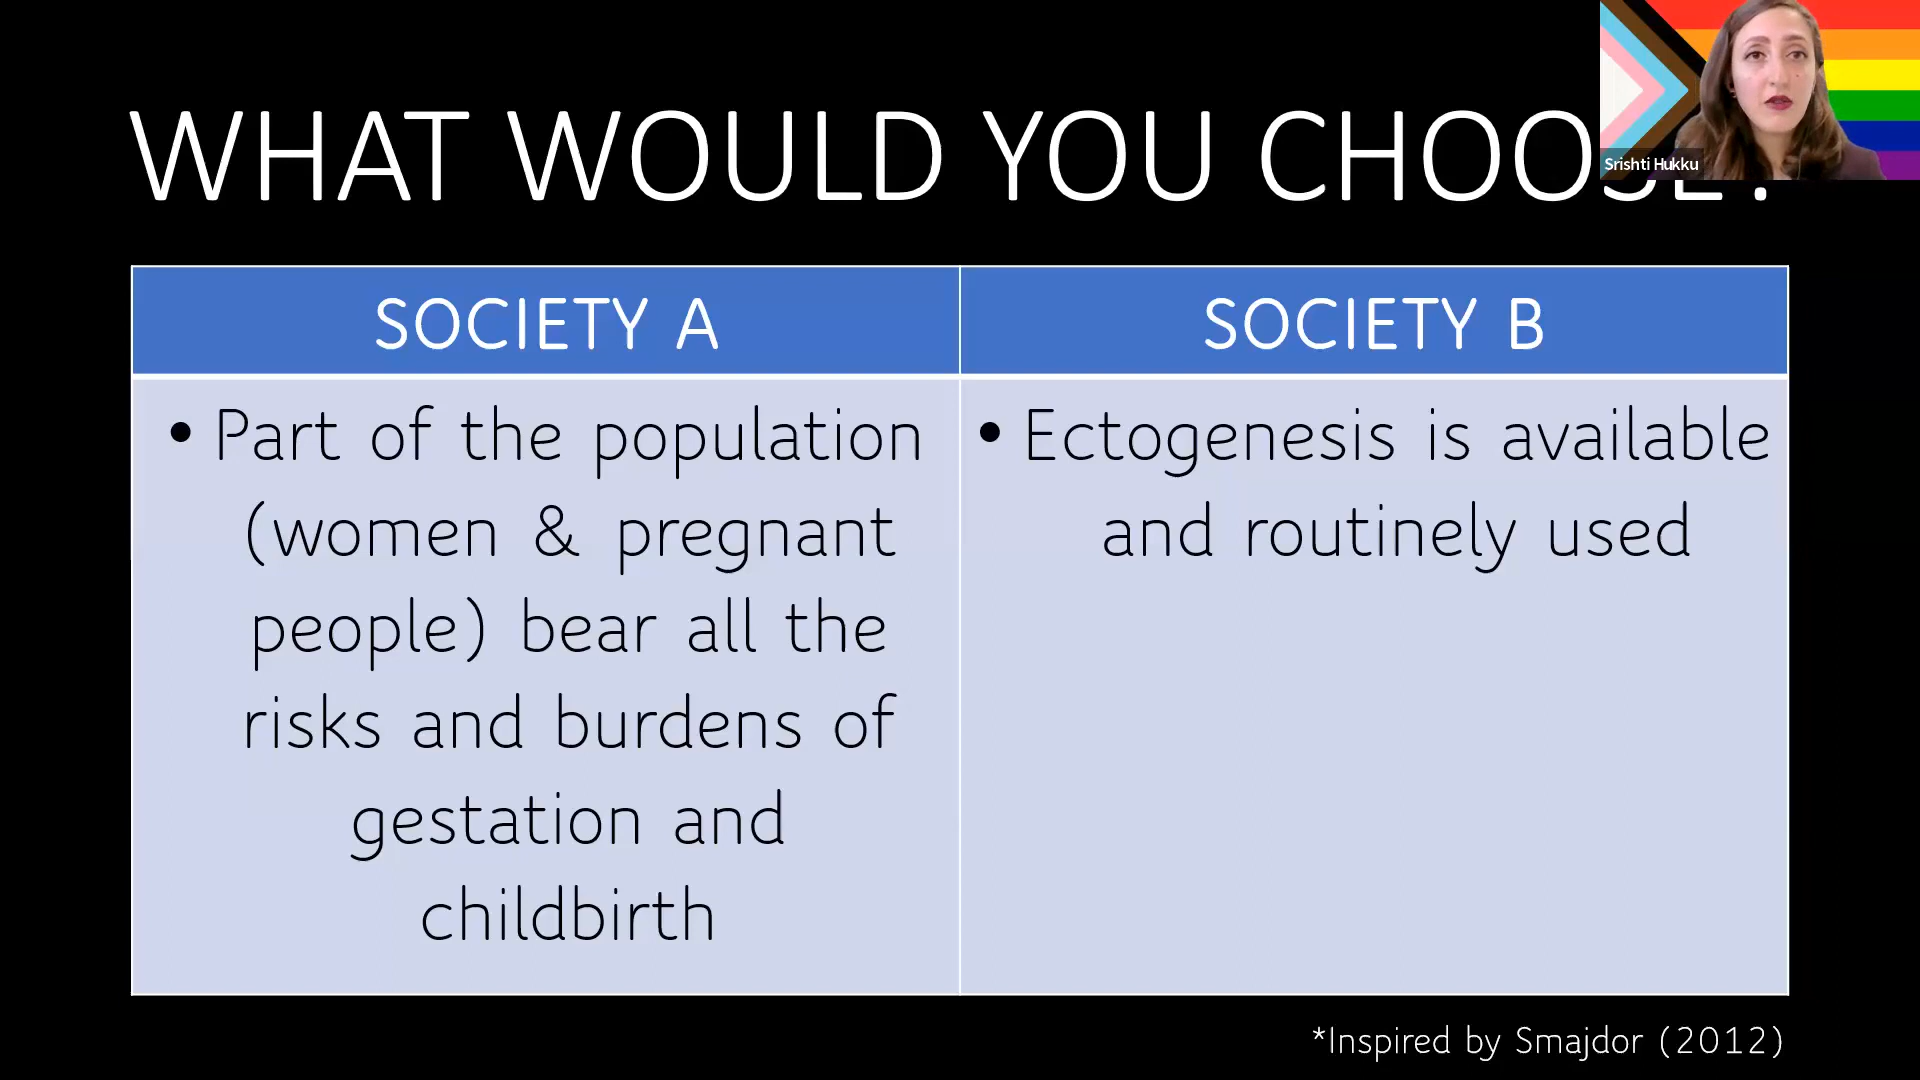 WHAT WOULD YOU CHOOSE?
Srishti Hukku
SOCIETY A
SOCIETY B
• Part of the population
(women & pregnant
people) bear all the
risks and burdens of
gestation and
childbirth
• Ectogenesis is available
and routinely used
*Inspired by Smajdor (2012)